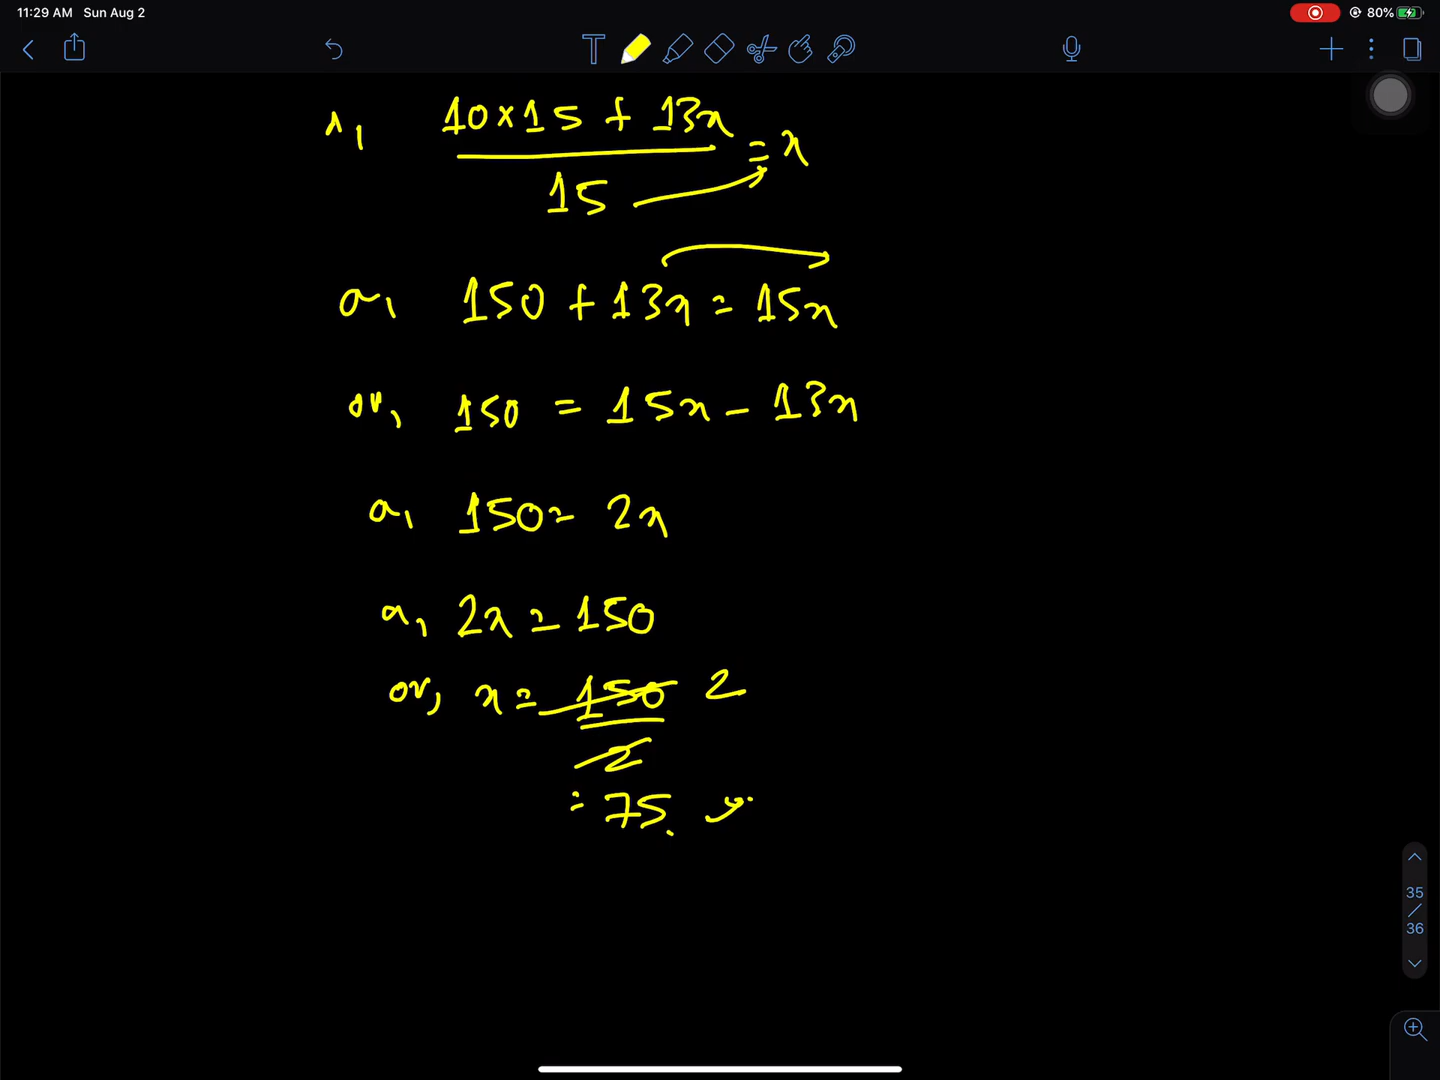 11:29 AM Sun Aug 2
80%
T
10×15 + 13x
= x
15
or, 150 + 13x = 15x
or, 150 = 15x - 13x
or, 150 = 2x
or, 2x = 150
or, x = 150 2
2
= 75.
35
/
36